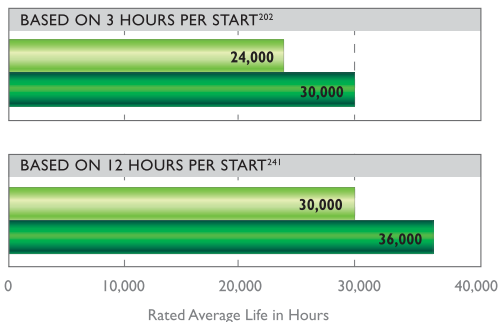 BASED ON 3 HOURS PER START202
24,000
30,000
BASED ON 12 HOURS PER START241
30,000
36,000
0 10,000 20,000 30,000 40,000
Rated Average Life in Hours